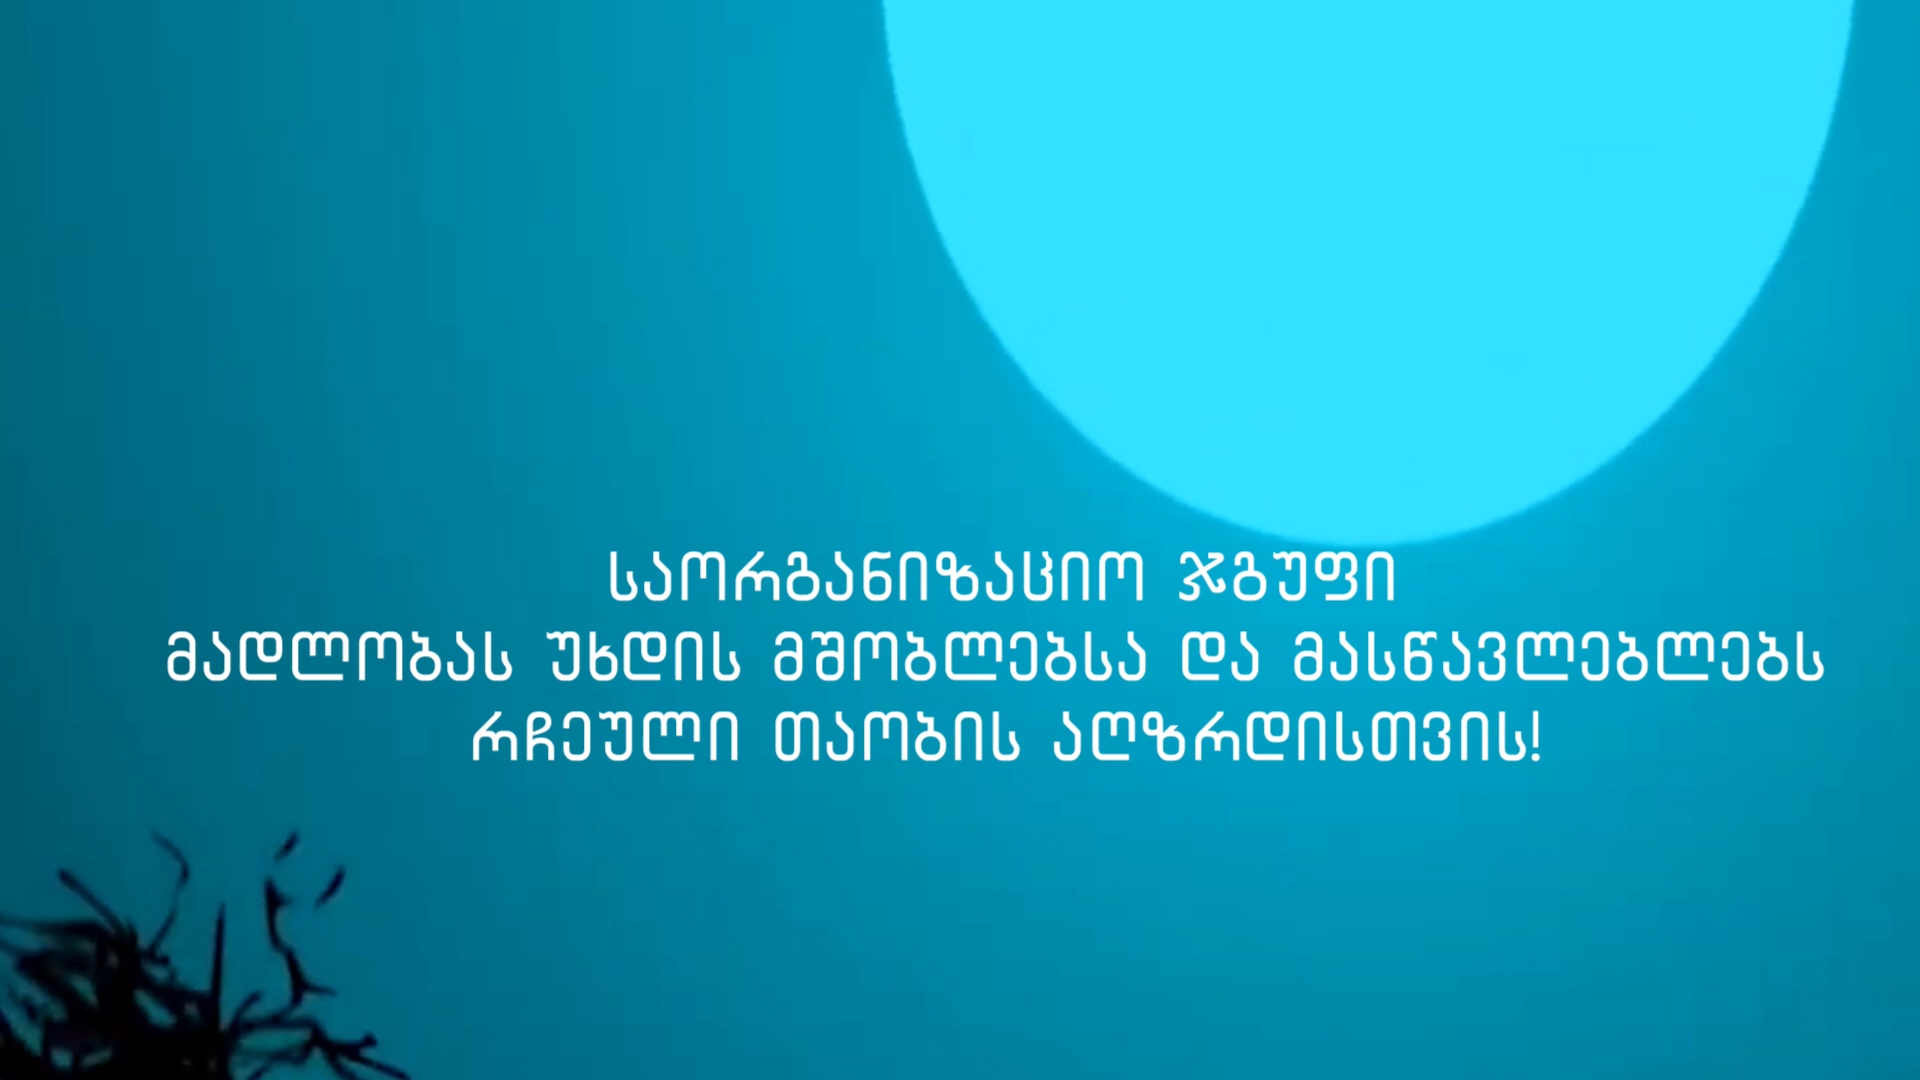 საორგანიზაციო ჯგუფი
მადლობას უხდის მშობლებსა და მასწავლებლებს
რჩეული თაობის აღზრდისთვის!